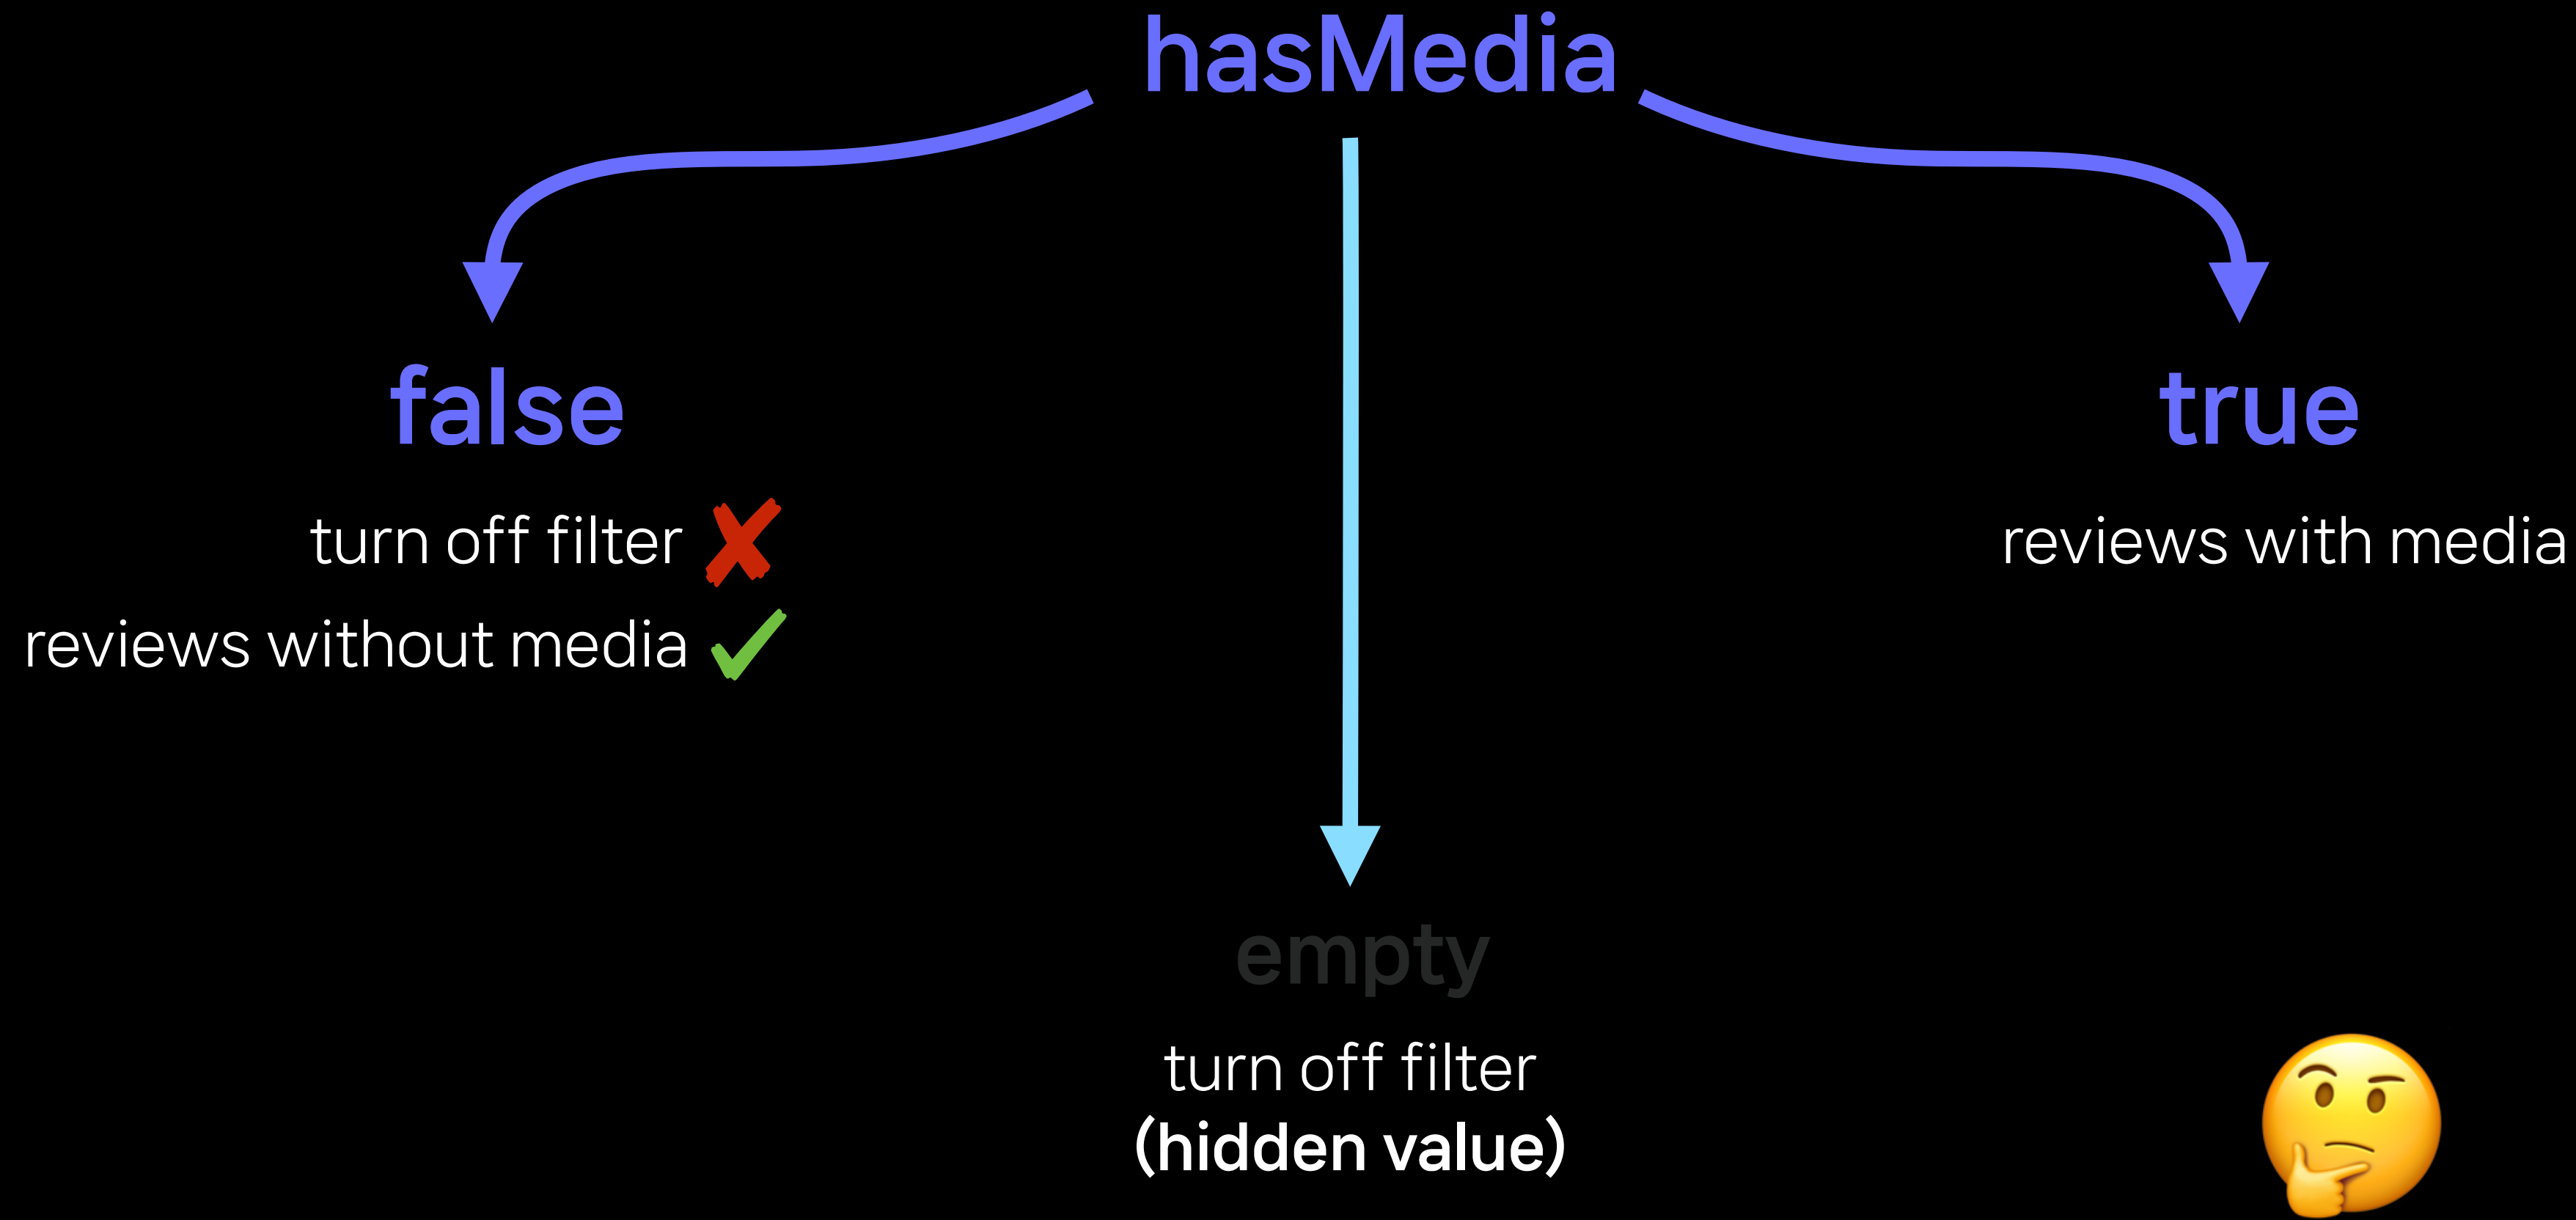 hasMedia
false
turn off filter
reviews without media
true
reviews with media
empty
turn off filter
(hidden value)